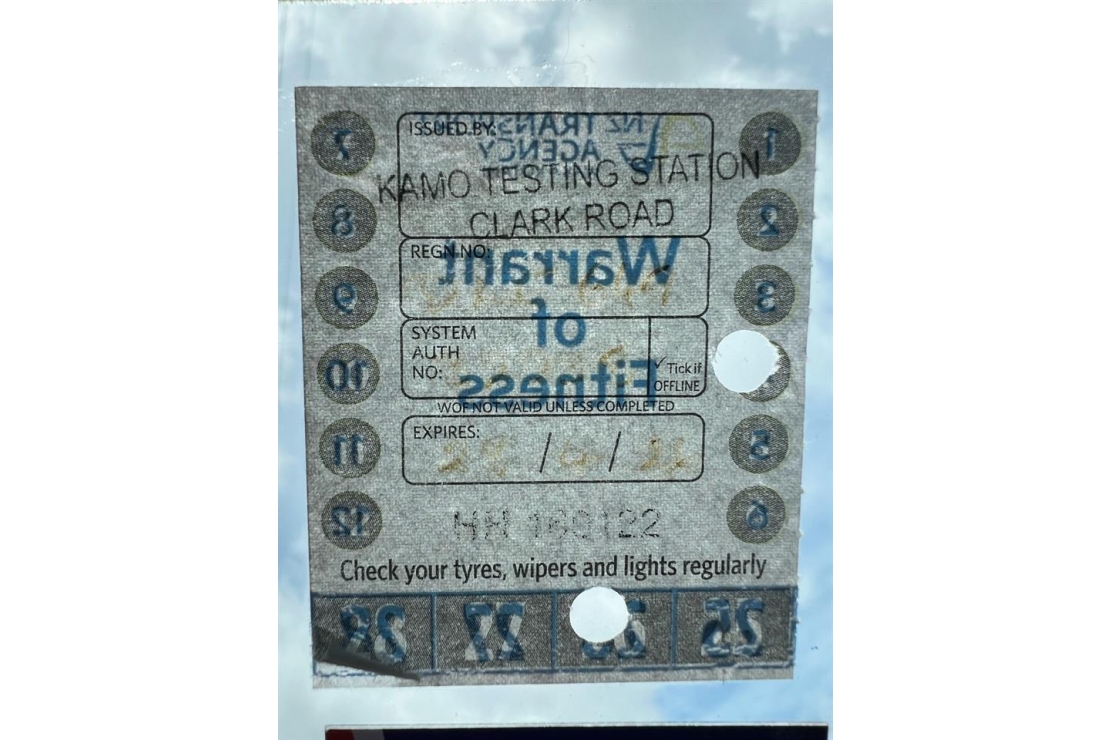 7
ISSUED BY:
NZ TRANSPORT
AGENCY
1
KAMO TESTING STATION
CLARK ROAD
8
2
REGN NO:
Warrant
of
Fitness
9
3
SYSTEM
AUTH
NO:
✓ Tick if
OFFLINE
10
WOF NOT VALID UNLESS COMPLETED
EXPIRES:
/ /
11
5
12
6
HH 160122
Check your tyres, wipers and lights regularly
28 27 25